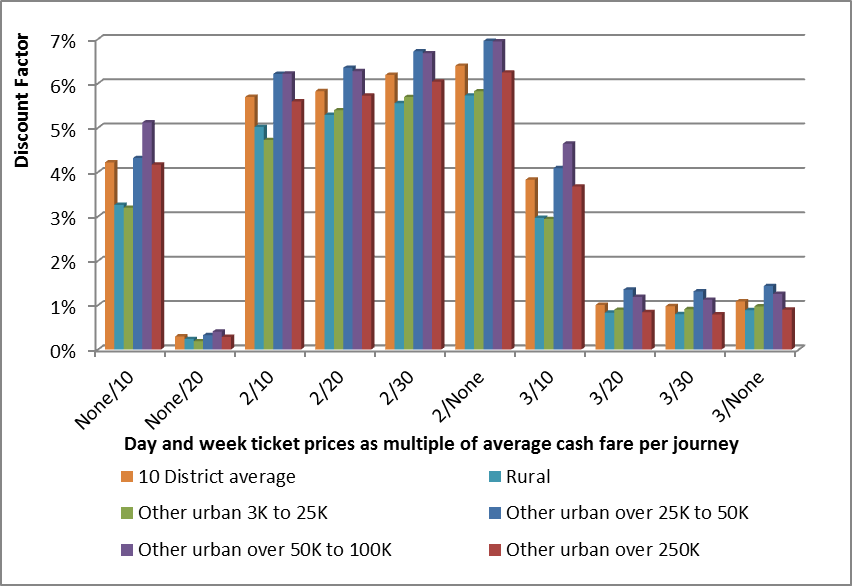 Discount Factor
7%
6%
5%
4%
3%
2%
1%
0%
None/10
None/20
2/10
2/20
2/30
2/None
3/10
3/20
3/30
3/None
Day and week ticket prices as multiple of average cash fare per journey
10 District average
Rural
Other urban 3K to 25K
Other urban over 25K to 50K
Other urban over 50K to 100K
Other urban over 250K